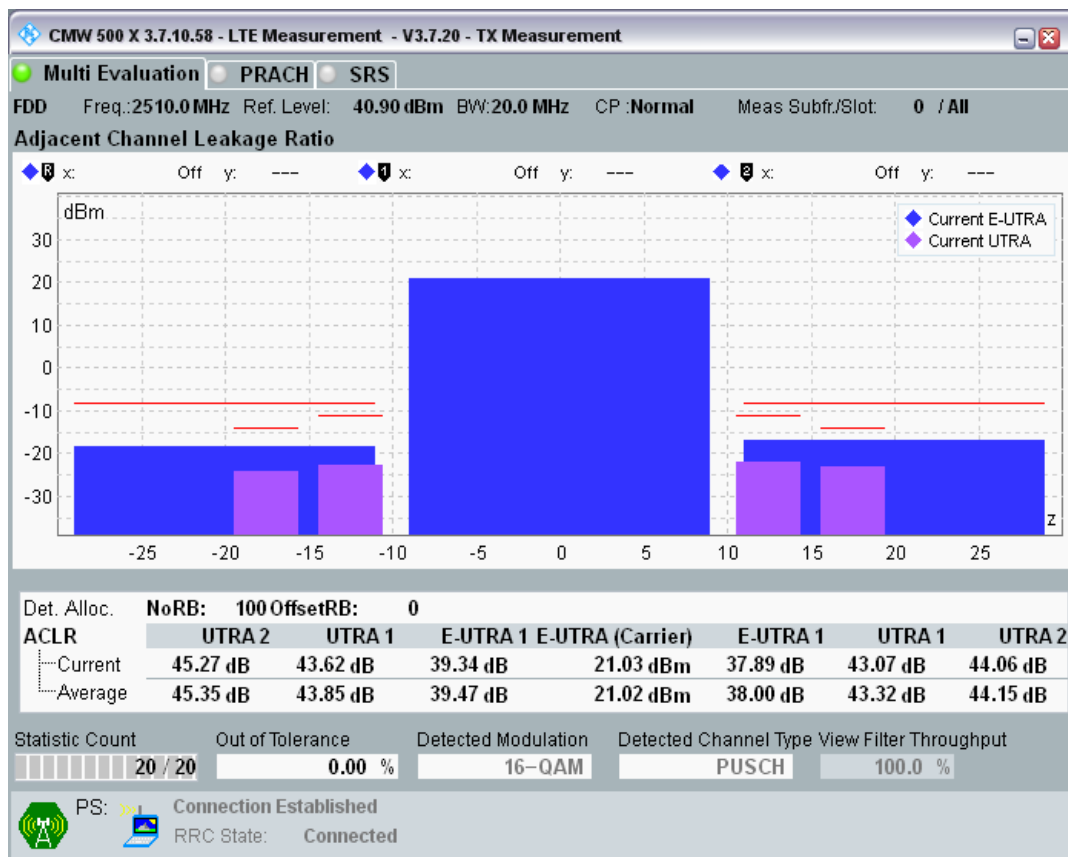 CMW 500 X 3.7.10.58 - LTE Measurement - V3.7.20 - TX Measurement
Multi Evaluation PRACH SRS
FDD Freq.:2510.0 MHz Ref. Level: 40.90 dBm BW:20.0 MHz CP :Normal Meas Subfr./Slot: 0 / All
Adjacent Channel Leakage Ratio
R x: Off y: --- 1 x: Off y: --- 2 x: Off y: ---
dBm
Current E-UTRA
Current UTRA
30
20
10
0
-10
-20
-30
z
-25 -20 -15 -10 -5 0 5 10 15 20 25
Det. Alloc. NoRB: 100 OffsetRB: 0
ACLR UTRA 2 UTRA 1 E-UTRA 1 E-UTRA (Carrier) E-UTRA 1 UTRA 1 UTRA 2
Current 45.27 dB 43.62 dB 39.34 dB 21.03 dBm 37.89 dB 43.07 dB 44.06 dB
Average 45.35 dB 43.85 dB 39.47 dB 21.02 dBm 38.00 dB 43.32 dB 44.15 dB
Statistic Count Out of Tolerance Detected Modulation Detected Channel Type View Filter Throughput
20 / 20 0.00 % 16-QAM PUSCH 100.0 %
PS: Connection Established
RRC State: Connected